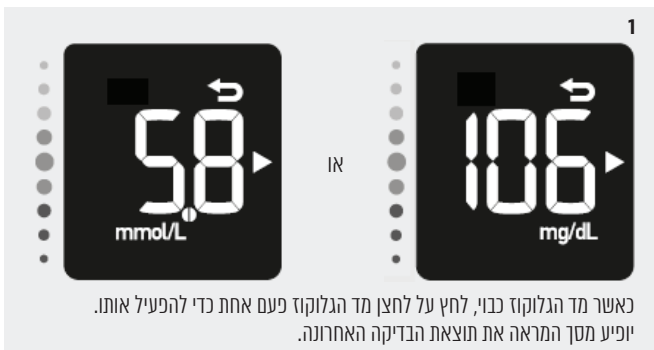 1
5.8
mmol/L
או
106
mg/dL
כאשר מד הגלוקוז כבוי, לחץ על לחצן מד הגלוקוז פעם אחת כדי להפעיל אותו.
יופיע מסך המראה את תוצאת הבדיקה האחרונה.